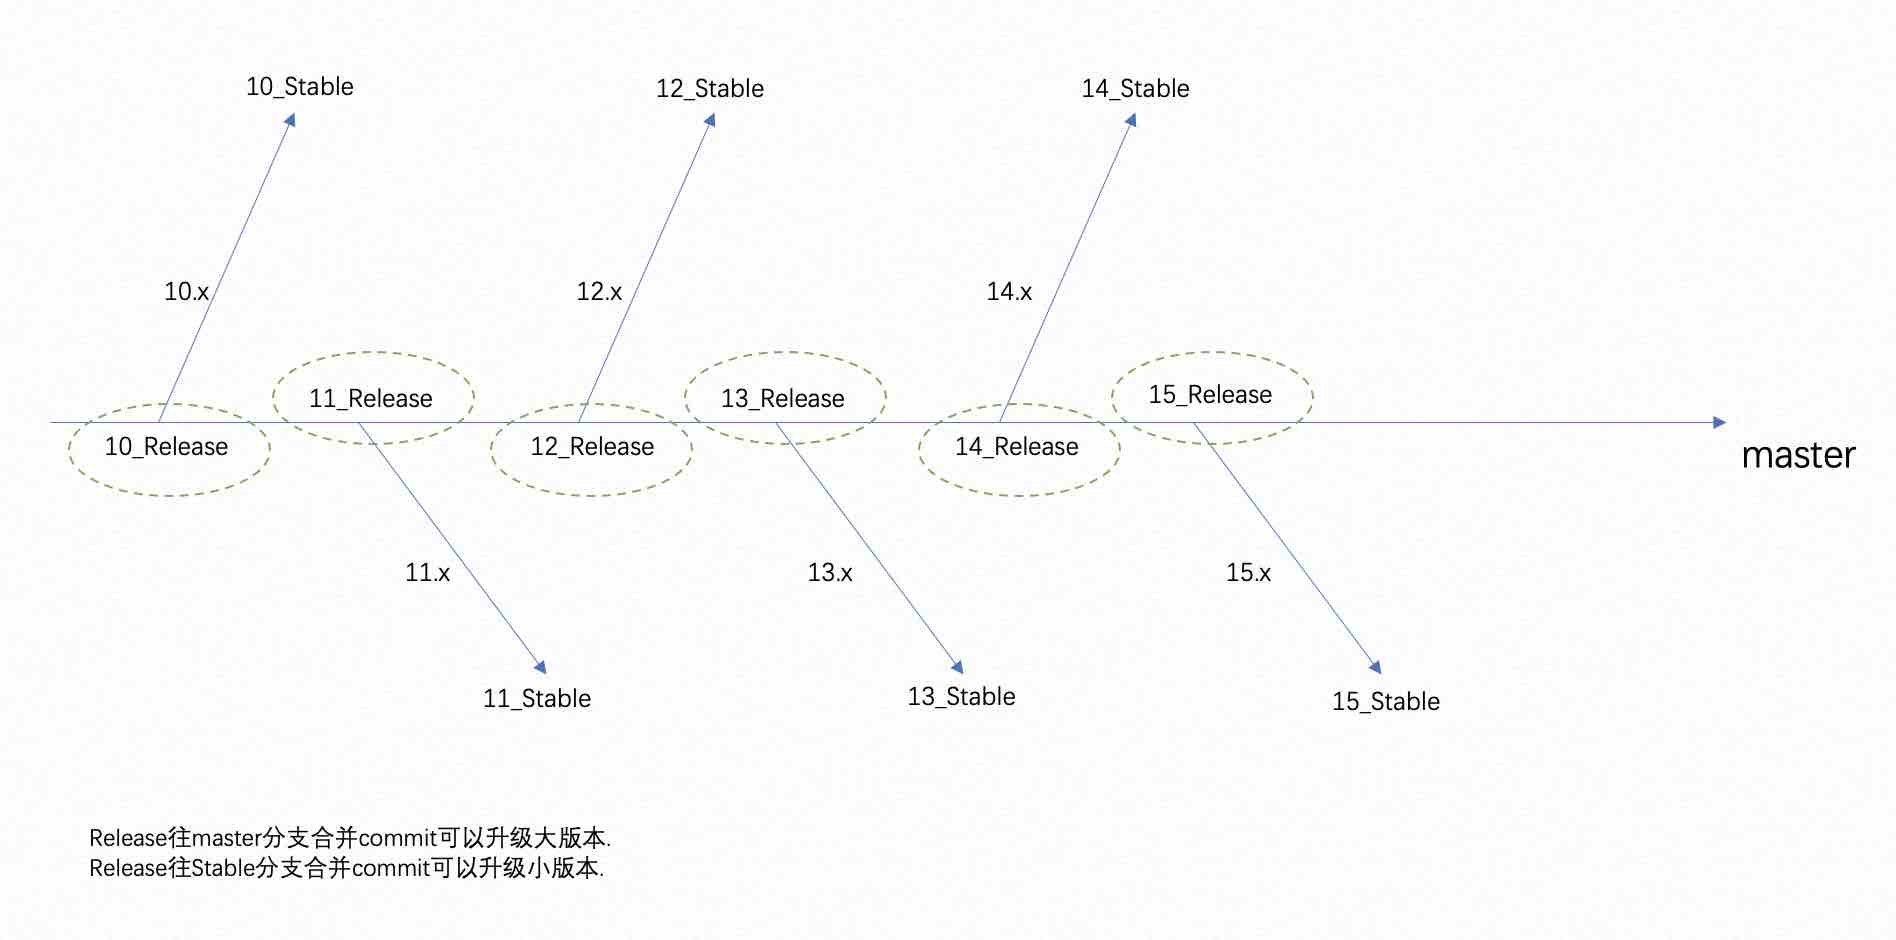 10_Stable
12_Stable
14_Stable
10.x
12.x
14.x
11_Release
13_Release
15_Release
10_Release
12_Release
14_Release
master
11.x
13.x
15.x
11_Stable
13_Stable
15_Stable
Release往master分支合并commit可以升级大版本.
Release往Stable分支合并commit可以升级小版本.